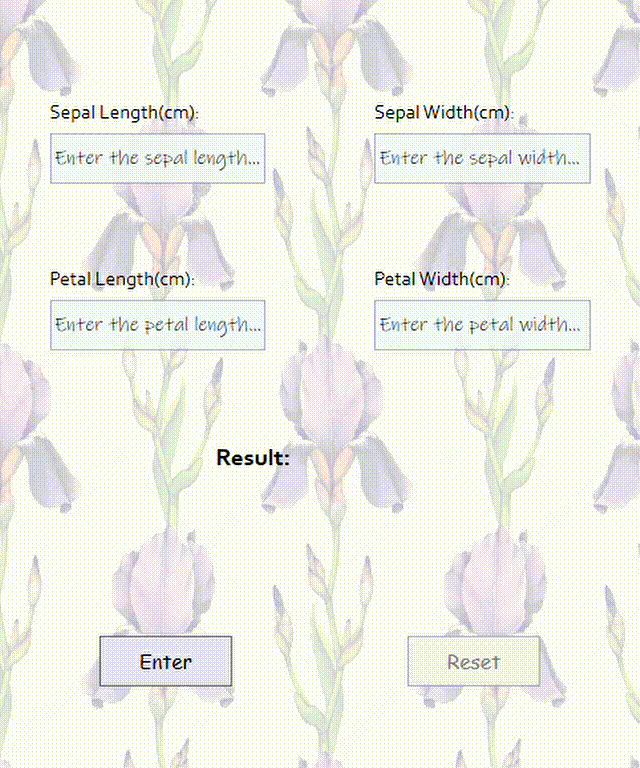 Sepal Length(cm):
Sepal Width(cm):
Enter the sepal length...
Enter the sepal width...
Petal Length(cm):
Petal Width(cm):
Enter the petal length...
Enter the petal width...
Result:
Enter
Reset